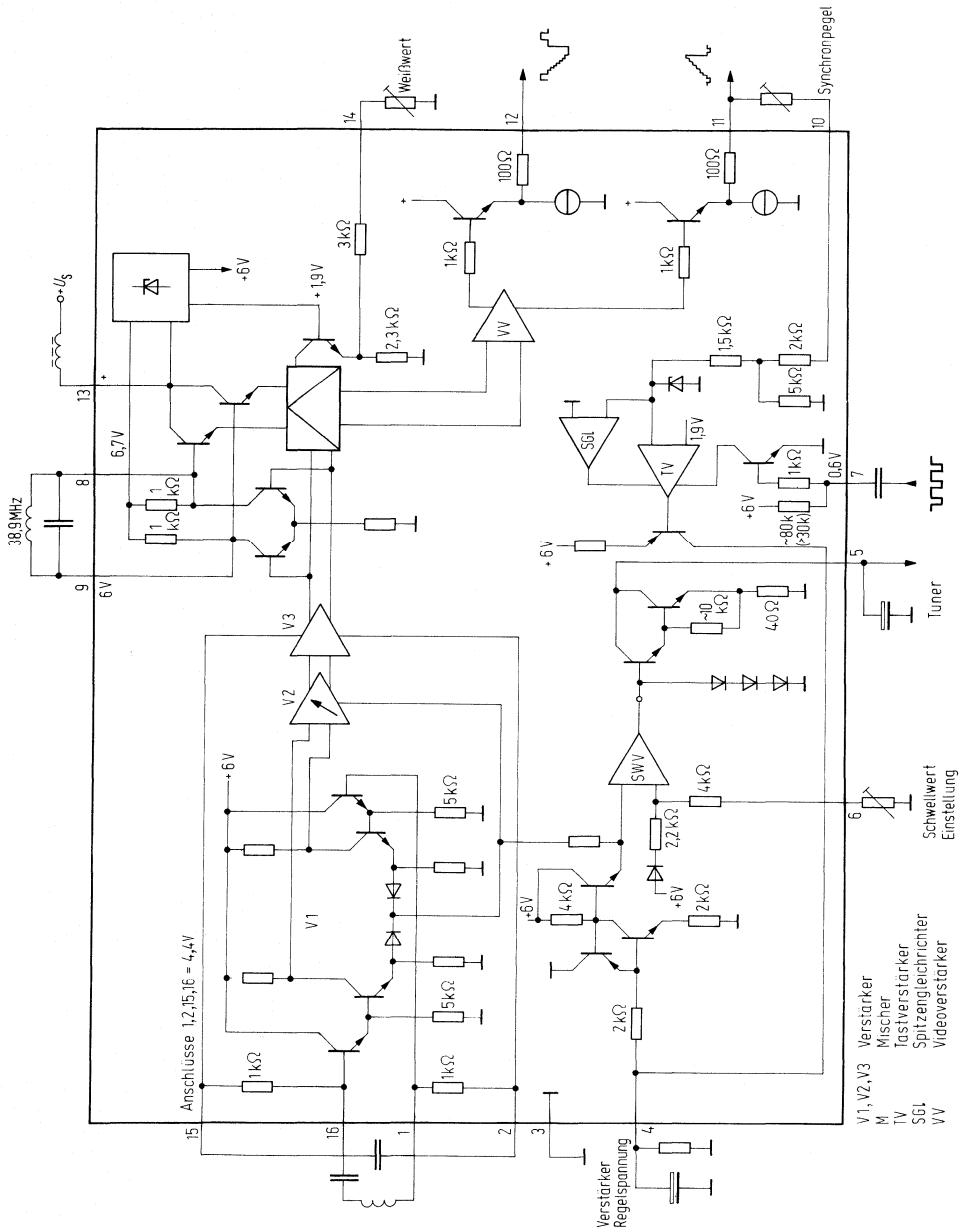 38,9MHz
+Us
9
8
13
+
6V
6,7V
1
kΩ
1
kΩ
+6V
+1,9V
14
Weißwert
3kΩ
2,3kΩ
Anschlüsse 1,2,15,16 = 4,4V
+6V
15
1kΩ
16
1
1kΩ
2
3
V1
5kΩ
5kΩ
V2
V3
VV
1kΩ
+
100Ω
12
1kΩ
+
100Ω
11
10
Synchronpegel
SGl
TV
1,9V
1,5kΩ
5kΩ
2kΩ
+6V
1kΩ
0,6V
+6V
~80k
(>30k)
7
5
Tuner
~10
kΩ
40Ω
SWV
4kΩ
2,2kΩ
+6V
6
Schwellwert
Einstellung
+6V
4kΩ
2kΩ
2kΩ
4
Verstärker
Regelspannung
V1, V2, V3 Verstärker
M Mischer
TV Tastverstärker
SGl Spitzengleichrichter
VV Videoverstärker